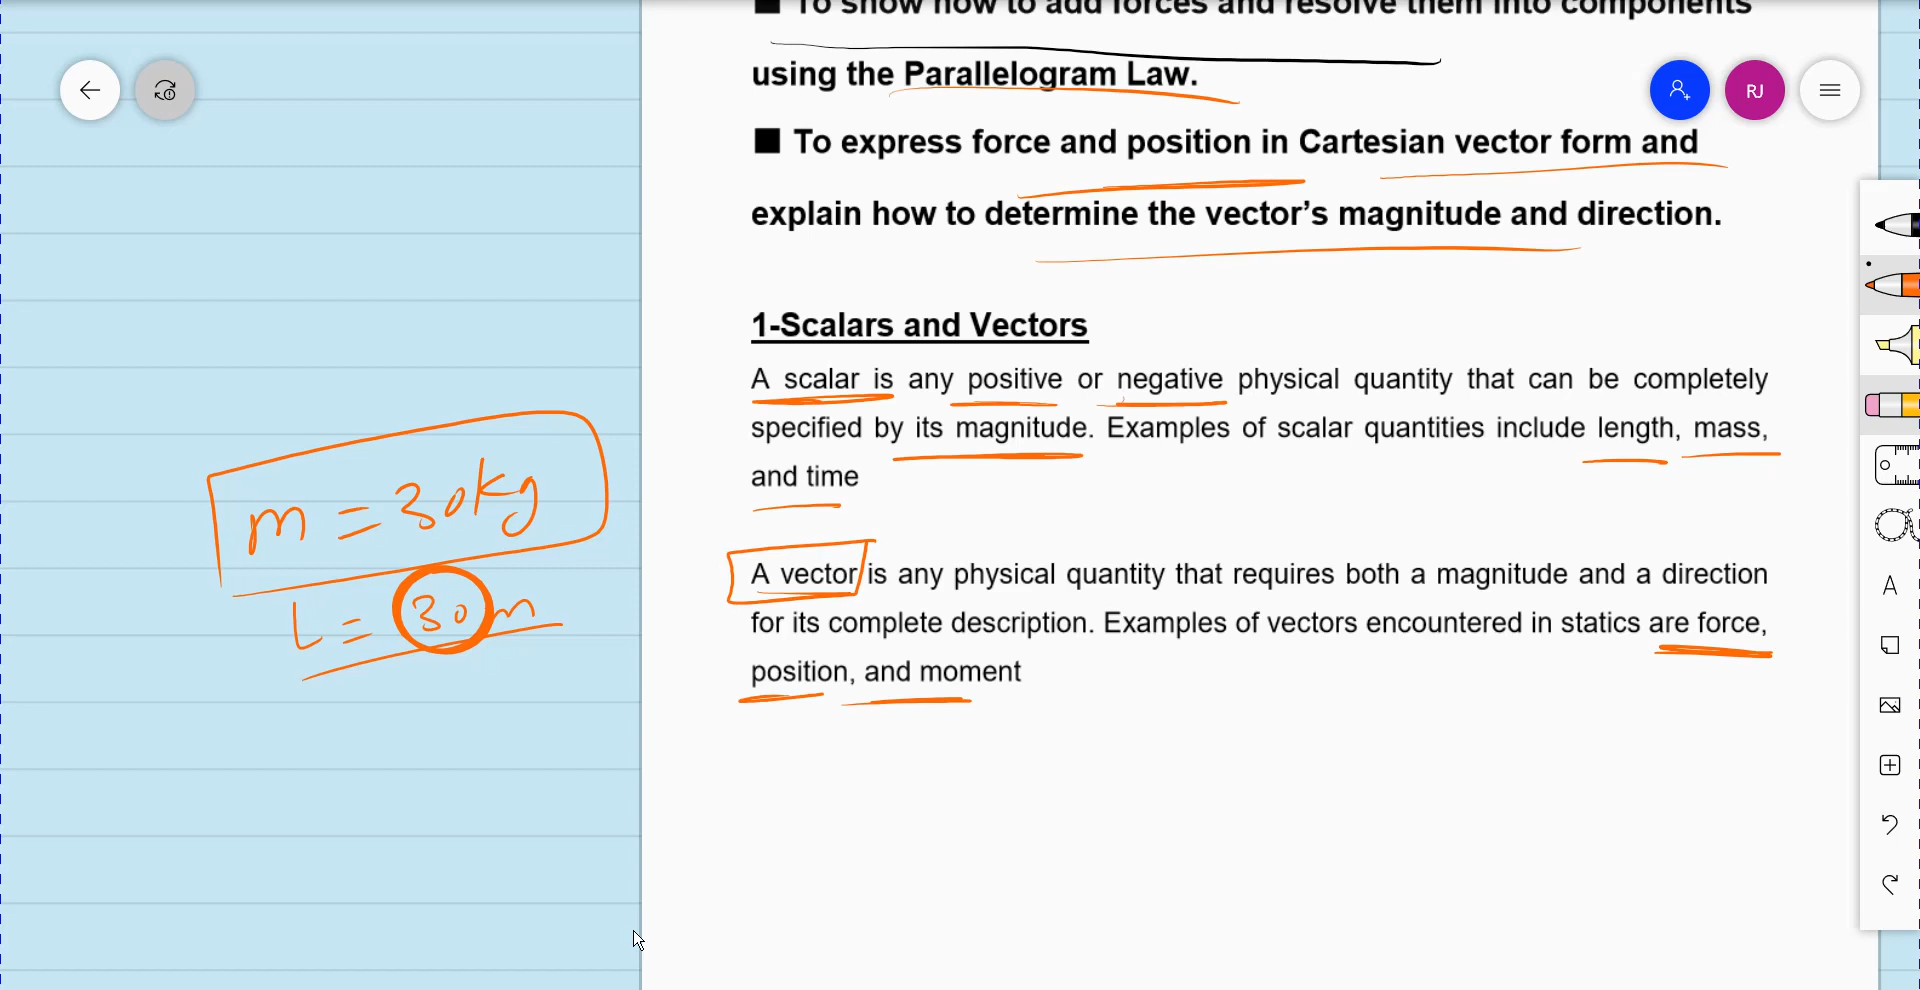 ■ To show how to add forces and resolve them into components
using the Parallelogram Law.
RJ
■ To express force and position in Cartesian vector form and
explain how to determine the vector’s magnitude and direction.
1-Scalars and Vectors
A scalar is any positive or negative physical quantity that can be completely
specified by its magnitude. Examples of scalar quantities include length, mass,
and time
m = 30kg
L = 30 m
A vector is any physical quantity that requires both a magnitude and a direction
for its complete description. Examples of vectors encountered in statics are force,
position, and moment
A